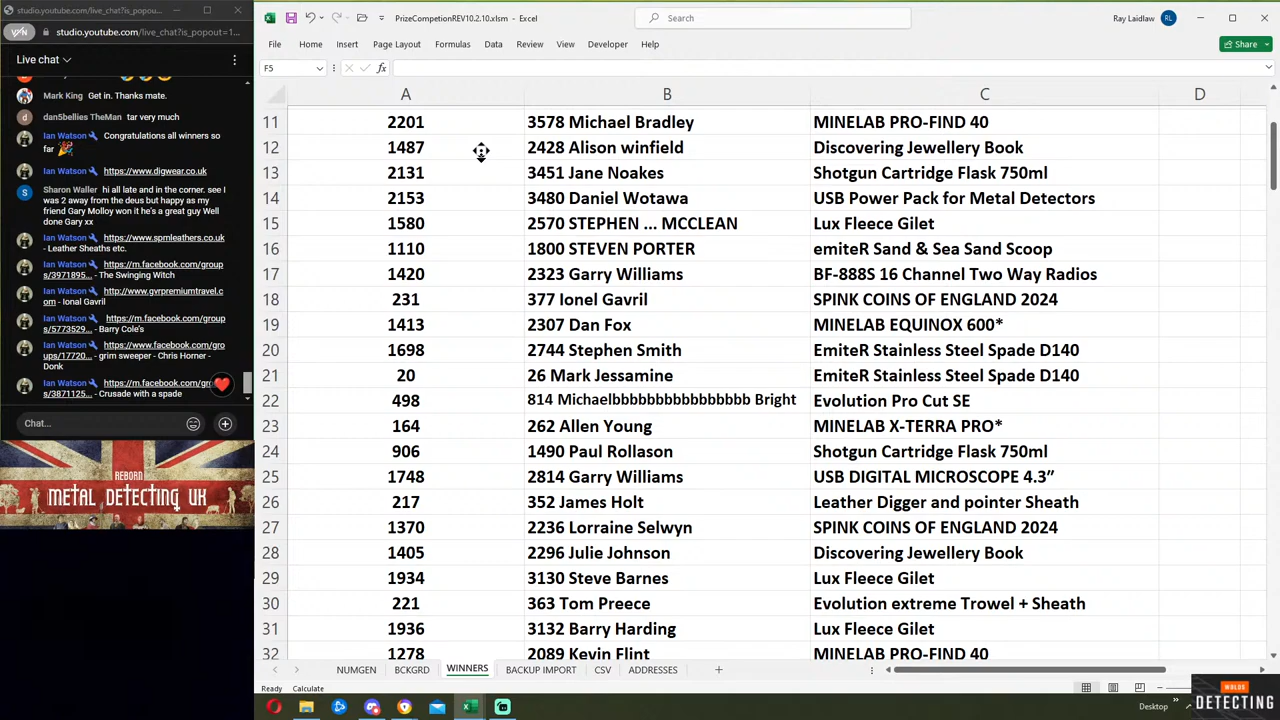 studio.youtube.com/live_chat?is_popout=...
studio.youtube.com/live_chat?is_popout=1...
Live chat
Mark King Get in. Thanks mate.
dan5bellies TheMan tar very much
Ian Watson Congratulations all winners so
far 🎉
Ian Watson https://www.digwear.co.uk
Sharon Waller hi all late and in the corner. see I
was 2 away from the deus but happy as my
friend Gary Molloy won it he's a great guy Well
done Gary xx
Ian Watson https://www.spmleathers.co.uk
- Leather Sheaths etc.
Ian Watson https://m.facebook.com/group
s/3971895... - The Swinging Witch
Ian Watson http://www.gvrpremiumtravel.c
om - Ional Gavril
Ian Watson https://m.facebook.com/group
s/5773529... - Barry Cole's
Ian Watson https://www.facebook.com/gro
ups/17720... - grim sweeper - Chris Horner -
Donk
Ian Watson https://m.facebook.com/gr
s/3871125... - Crusade with a spade
S
d
Chat...
REBORN
METAL DETECTING UK
PrizeCompetionREV10.2.10.xlsm - Excel
Search
Ray Laidlaw RL
File Home Insert Page Layout Formulas Data Review View Developer Help
Share
F5 fx
A B C D
11 2201 3578 Michael Bradley MINELAB PRO-FIND 40
12 1487 2428 Alison winfield Discovering Jewellery Book
13 2131 3451 Jane Noakes Shotgun Cartridge Flask 750ml
14 2153 3480 Daniel Wotawa USB Power Pack for Metal Detectors
15 1580 2570 STEPHEN ... MCCLEAN Lux Fleece Gilet
16 1110 1800 STEVEN PORTER emiteR Sand & Sea Sand Scoop
17 1420 2323 Garry Williams BF-888S 16 Channel Two Way Radios
18 231 377 Ionel Gavril SPINK COINS OF ENGLAND 2024
19 1413 2307 Dan Fox MINELAB EQUINOX 600*
20 1698 2744 Stephen Smith EmiteR Stainless Steel Spade D140
21 20 26 Mark Jessamine EmiteR Stainless Steel Spade D140
22 498 814 Michaelbbbbbbbbbbbbbbbbb Bright Evolution Pro Cut SE
23 164 262 Allen Young MINELAB X-TERRA PRO*
24 906 1490 Paul Rollason Shotgun Cartridge Flask 750ml
25 1748 2814 Garry Williams USB DIGITAL MICROSCOPE 4.3”
26 217 352 James Holt Leather Digger and pointer Sheath
27 1370 2236 Lorraine Selwyn SPINK COINS OF ENGLAND 2024
28 1405 2296 Julie Johnson Discovering Jewellery Book
29 1934 3130 Steve Barnes Lux Fleece Gilet
30 221 363 Tom Preece Evolution extreme Trowel + Sheath
31 1936 3132 Barry Harding Lux Fleece Gilet
32 1278 2089 Kevin Flint MINELAB PRO-FIND 40
NUMGEN BCKGRD WINNERS BACKUP IMPORT CSV ADDRESSES
Ready Calculate
Desktop
WOLDS
DETECTING